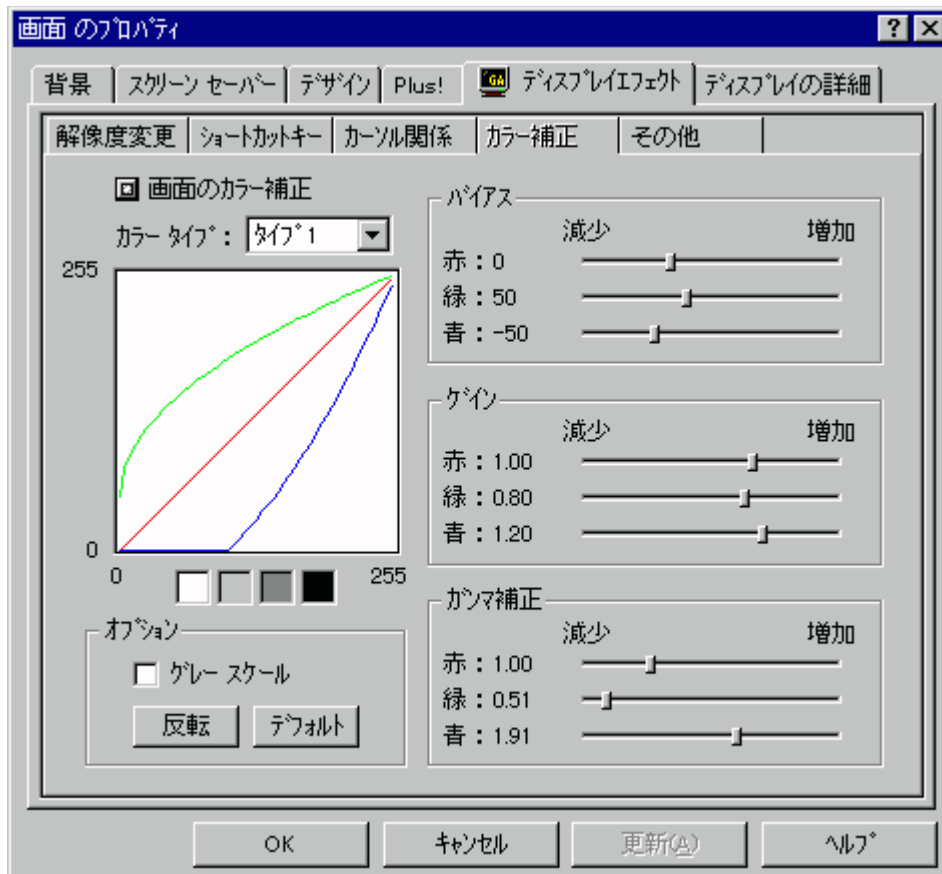 画面 のプロパティ
背景 スクリーン セーバー デザイン Plus! GA ディスプレイエフェクト ディスプレイの詳細
解像度変更 ショートカットキー カーソル関係 カラー補正 その他
画面のカラー補正
カラー タイプ: タイプ1
255
0
0 255
オプション
グレー スケール
反転 デフォルト
バイアス
減少 増加
赤:0
緑:50
青:-50
ゲイン
減少 増加
赤:1.00
緑:0.80
青:1.20
ガンマ補正
減少 増加
赤:1.00
緑:0.51
青:1.91
OK キャンセル 更新(A) ヘルプ